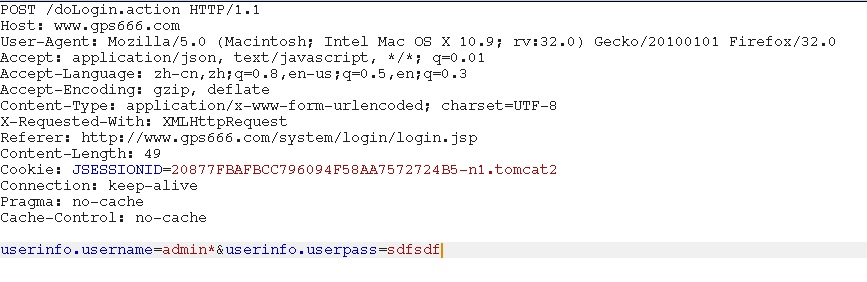 POST /doLogin.action HTTP/1.1
Host: www.gps666.com
User-Agent: Mozilla/5.0 (Macintosh; Intel Mac OS X 10.9; rv:32.0) Gecko/20100101 Firefox/32.0
Accept: application/json, text/javascript, */*; q=0.01
Accept-Language: zh-cn,zh;q=0.8,en-us;q=0.5,en;q=0.3
Accept-Encoding: gzip, deflate
Content-Type: application/x-www-form-urlencoded; charset=UTF-8
X-Requested-With: XMLHttpRequest
Referer: http://www.gps666.com/system/login/login.jsp
Content-Length: 49
Cookie: JSESSIONID=20877FBAFBCC796094F58AA7572724B5-n1.tomcat2
Connection: keep-alive
Pragma: no-cache
Cache-Control: no-cache
userinfo.username=admin*&userinfo.userpass=sdfsdf